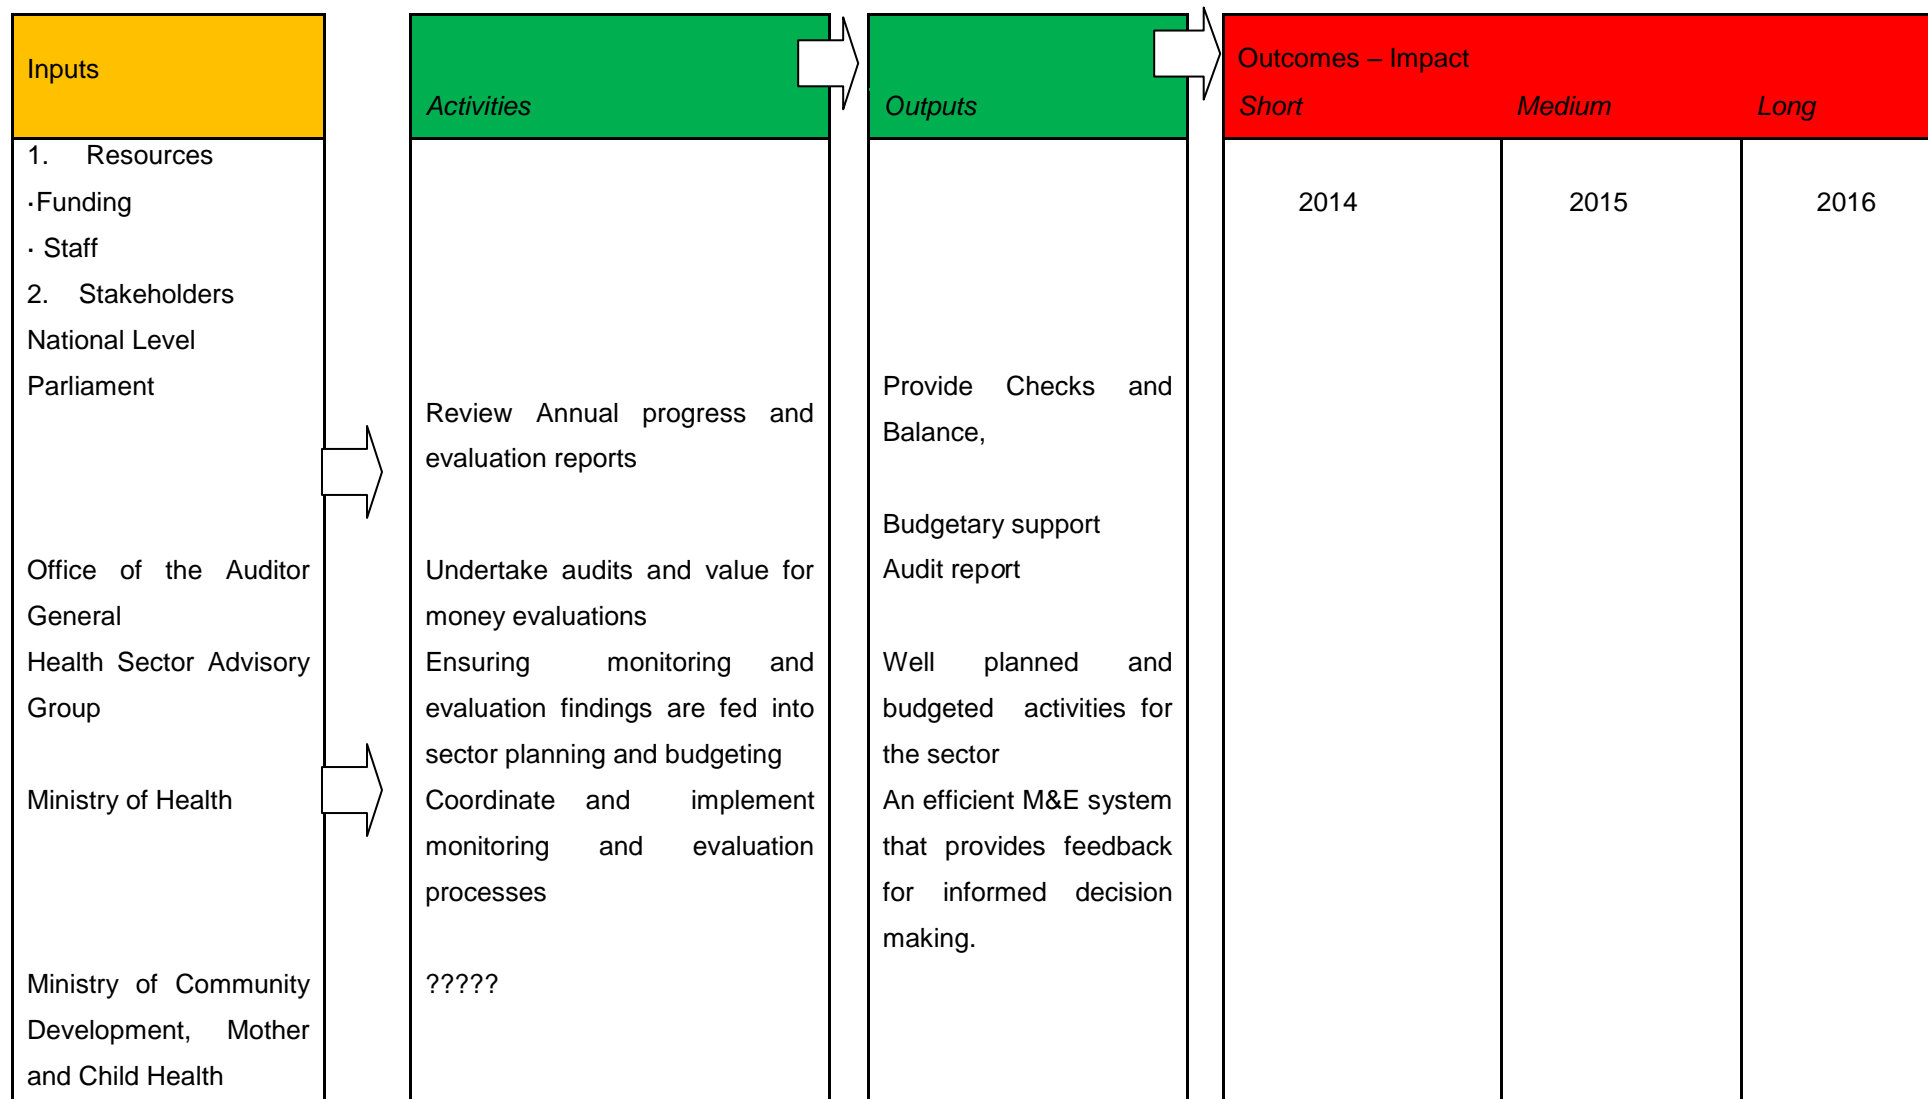 Inputs
1. Resources
·Funding
· Staff
2. Stakeholders
National Level
Parliament
Office of the Auditor
General
Health Sector Advisory
Group
Ministry of Health
Ministry of Community
Development, Mother
and Child Health
Activities
Review Annual progress and
evaluation reports
Undertake audits and value for
money evaluations
Ensuring monitoring and
evaluation findings are fed into
sector planning and budgeting
Coordinate and implement
monitoring and evaluation
processes
?????
Outputs
Provide Checks and
Balance,
Budgetary support
Audit report
Well planned and
budgeted activities for
the sector
An efficient M&E system
that provides feedback
for informed decision
making.
Outcomes – Impact
Short Medium Long
2014 2015 2016